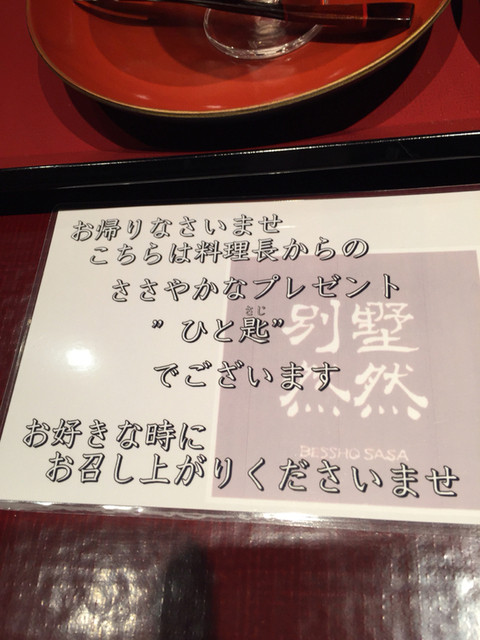 お帰りなさいませ
こちらは料理長からの
ささやかなプレゼント
” ひと匙”
さじ
でございます
お好きな時に
お召し上がりくださいませ
別墅
然然
BESSHO SASA